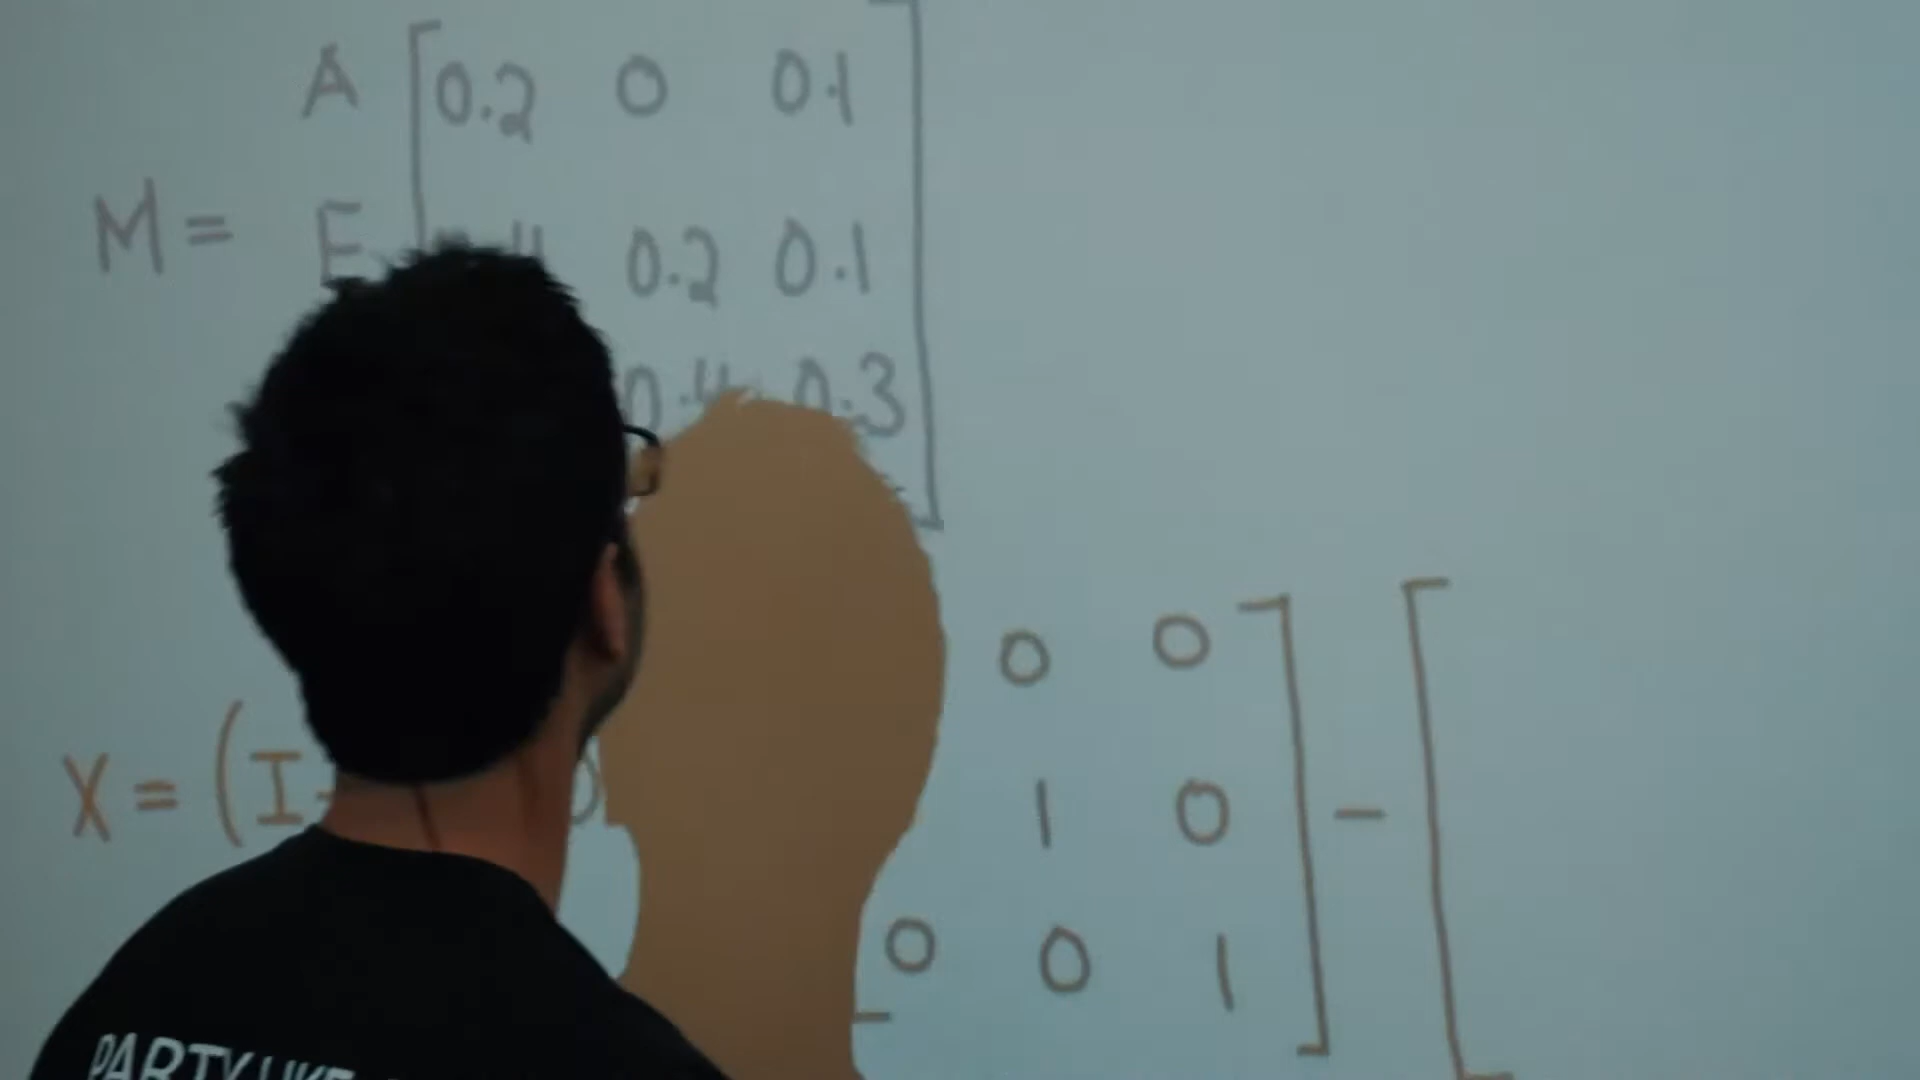 A [0.2 0 0.1]
M = E 0.2 0.1
0.4 0.3
0 0
X = (I- 1 0 ] - [
0 0 1
PARTY LIKE